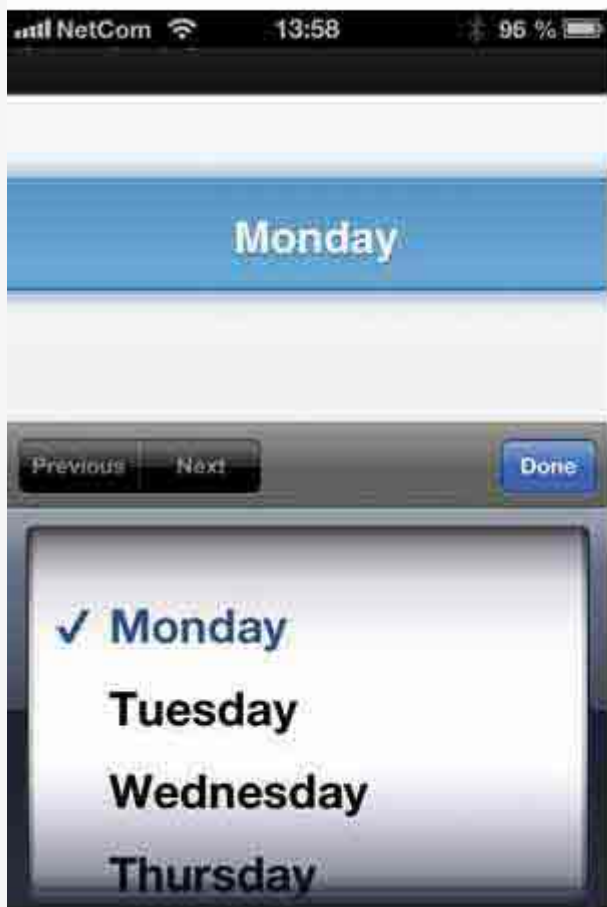 NetCom 13:58 96 %
Monday
Previous Next Done
✓ Monday
Tuesday
Wednesday
Thursday